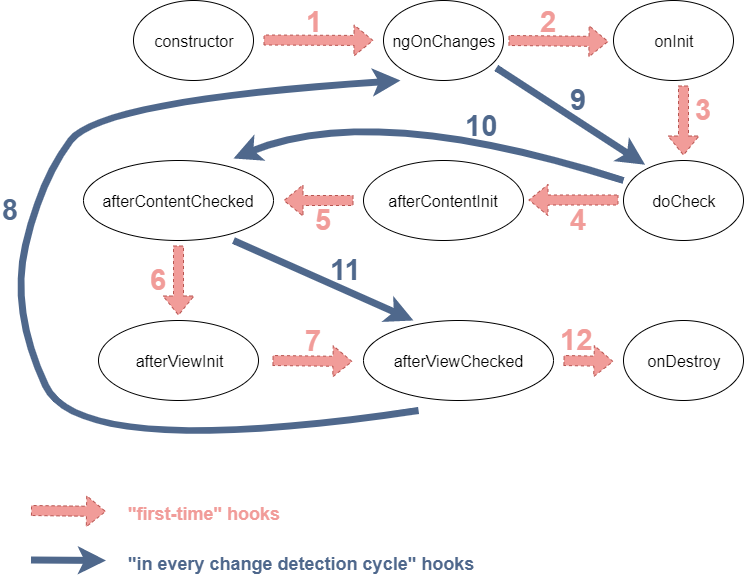 1
2
constructor
ngOnChanges
onInit
9
3
10
8
afterContentChecked
afterContentInit
doCheck
5
4
6
11
7
12
afterViewInit
afterViewChecked
onDestroy
"first-time" hooks
"in every change detection cycle" hooks